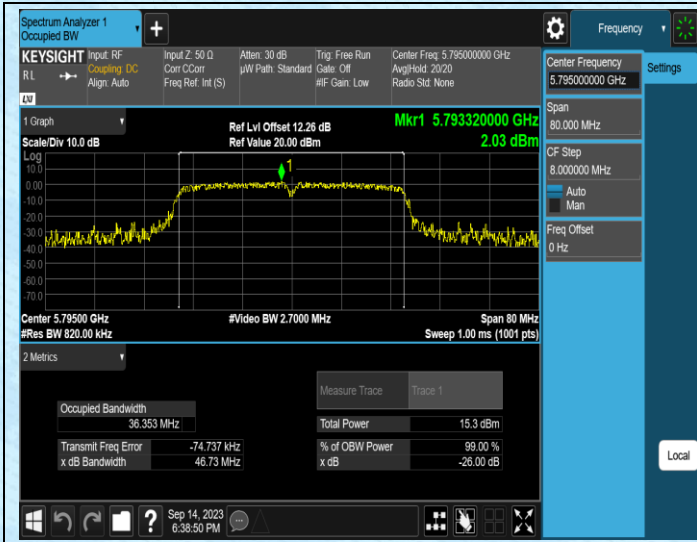 Spectrum Analyzer 1
Occupied BW
Frequency
KEYSIGHT
R L
LXI
Input: RF
Coupling: DC
Align: Auto
Input Z: 50 Ω
Corr CCorr
Freq Ref: Int (S)
Atten: 30 dB
µW Path: Standard
Trig: Free Run
Gate: Off
#IF Gain: Low
Center Freq: 5.795000000 GHz
Avg|Hold: 20/20
Radio Std: None
Center Frequency
5.795000000 GHz
Settings
Span
80.000 MHz
CF Step
8.000000 MHz
Auto
Man
Freq Offset
0 Hz
1 Graph
Scale/Div 10.0 dB
Ref Lvl Offset 12.26 dB
Ref Value 20.00 dBm
Mkr1 5.793320000 GHz
2.03 dBm
Log
10.0
0.00
-10.0
-20.0
-30.0
-40.0
-50.0
-60.0
-70.0
1
Center 5.79500 GHz
#Res BW 820.00 kHz
#Video BW 2.7000 MHz
Span 80 MHz
Sweep 1.00 ms (1001 pts)
2 Metrics
Measure Trace Trace 1
Occupied Bandwidth
36.353 MHz
Total Power 15.3 dBm
Transmit Freq Error -74.737 kHz
% of OBW Power 99.00 %
x dB Bandwidth 46.73 MHz
x dB -26.00 dB
Local
Sep 14, 2023
6:38:50 PM